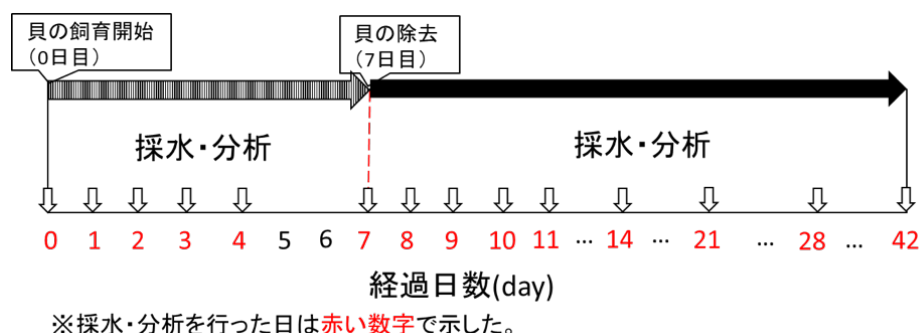 貝の飼育開始
(0日目)
貝の除去
(7日目)
採水・分析
採水・分析
0 1 2 3 4 5 6 7 8 9 10 11 … 14 … 21 … 28 … 42
経過日数(day)
※採水・分析を行った日は赤い数字で示した。